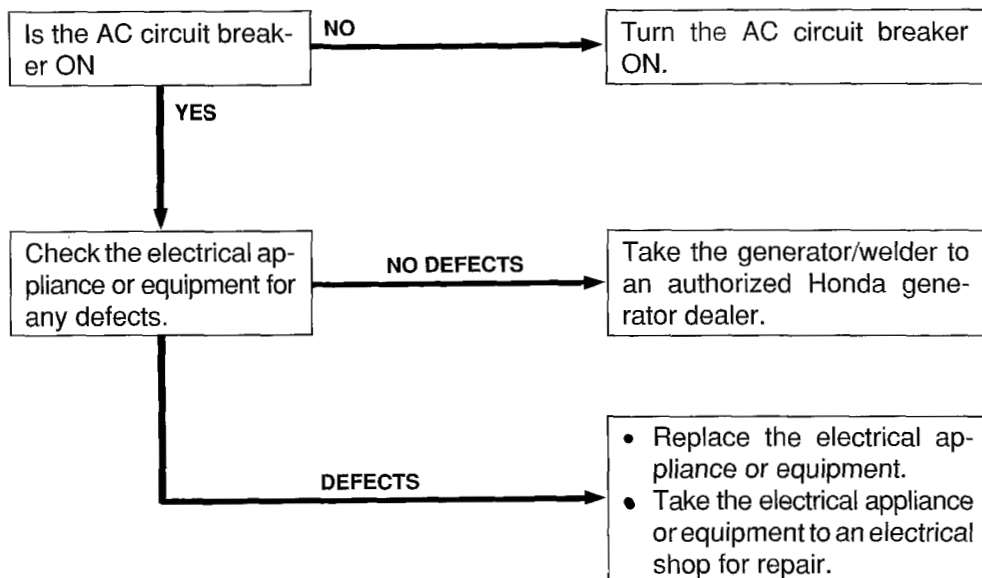 Is the AC circuit break-
er ON
NO
Turn the AC circuit breaker
ON.
YES
Check the electrical ap-
pliance or equipment for
any defects.
NO DEFECTS
Take the generator/welder to
an authorized Honda gene-
rator dealer.
DEFECTS
• Replace the electrical ap-
pliance or equipment.
• Take the electrical appliance
or equipment to an electrical
shop for repair.